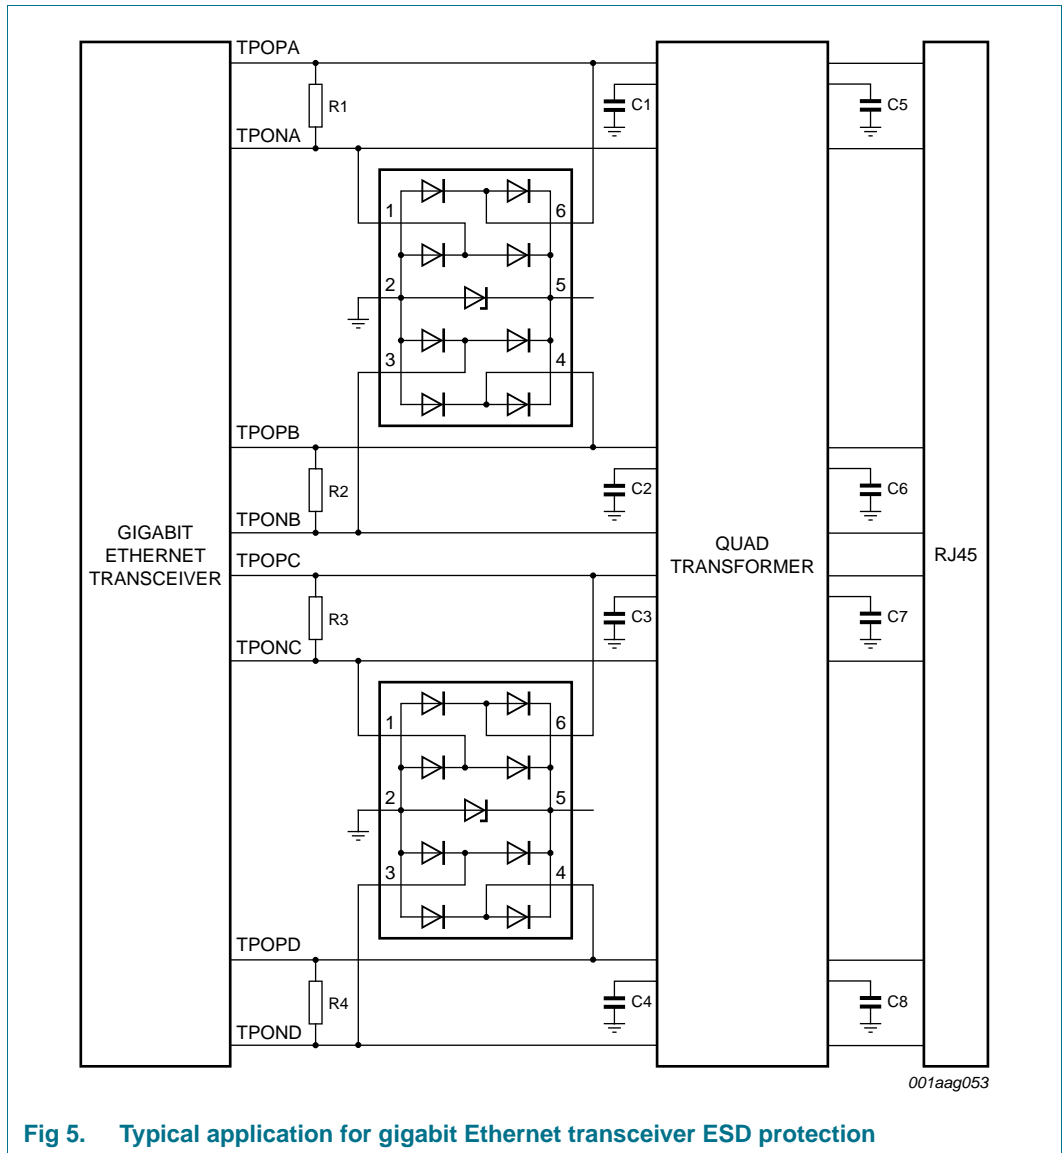 TPOPA
R1
C1
C5
TPONA
1
6
2
5
3
4
TPOPB
R2
C2
C6
TPONB
GIGABIT
ETHERNET
TRANSCEIVER
QUAD
TRANSFORMER
RJ45
TPOPC
R3
C3
C7
TPONC
1
6
2
5
3
4
TPOPD
R4
C4
C8
TPOND
001aag053
Fig 5. Typical application for gigabit Ethernet transceiver ESD protection